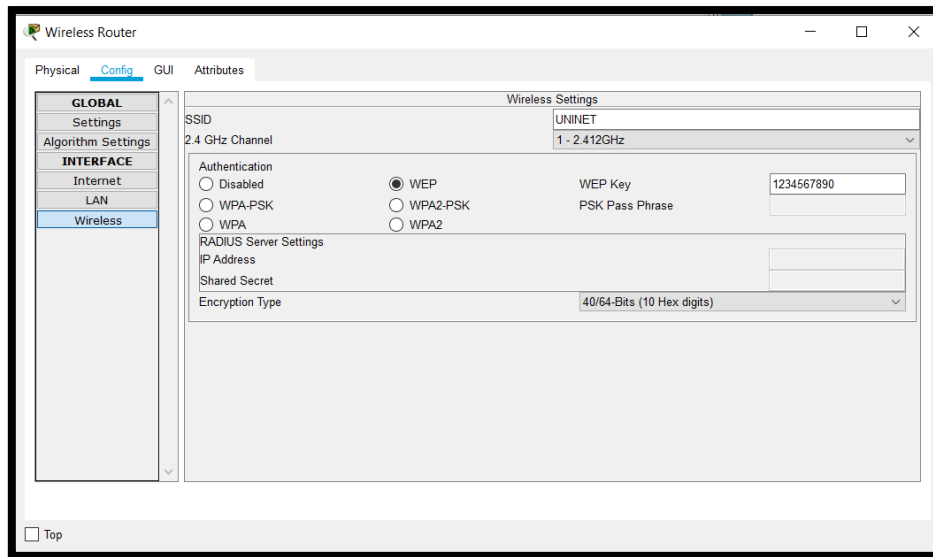 Wireless Router
Physical Config GUI Attributes
GLOBAL
Settings
Algorithm Settings
INTERFACE
Internet
LAN
Wireless
Wireless Settings
SSID UNINET
2.4 GHz Channel 1 - 2.412GHz
Authentication
Disabled WEP WEP Key 1234567890
WPA-PSK WPA2-PSK PSK Pass Phrase
WPA WPA2
RADIUS Server Settings
IP Address
Shared Secret
Encryption Type 40/64-Bits (10 Hex digits)
Top